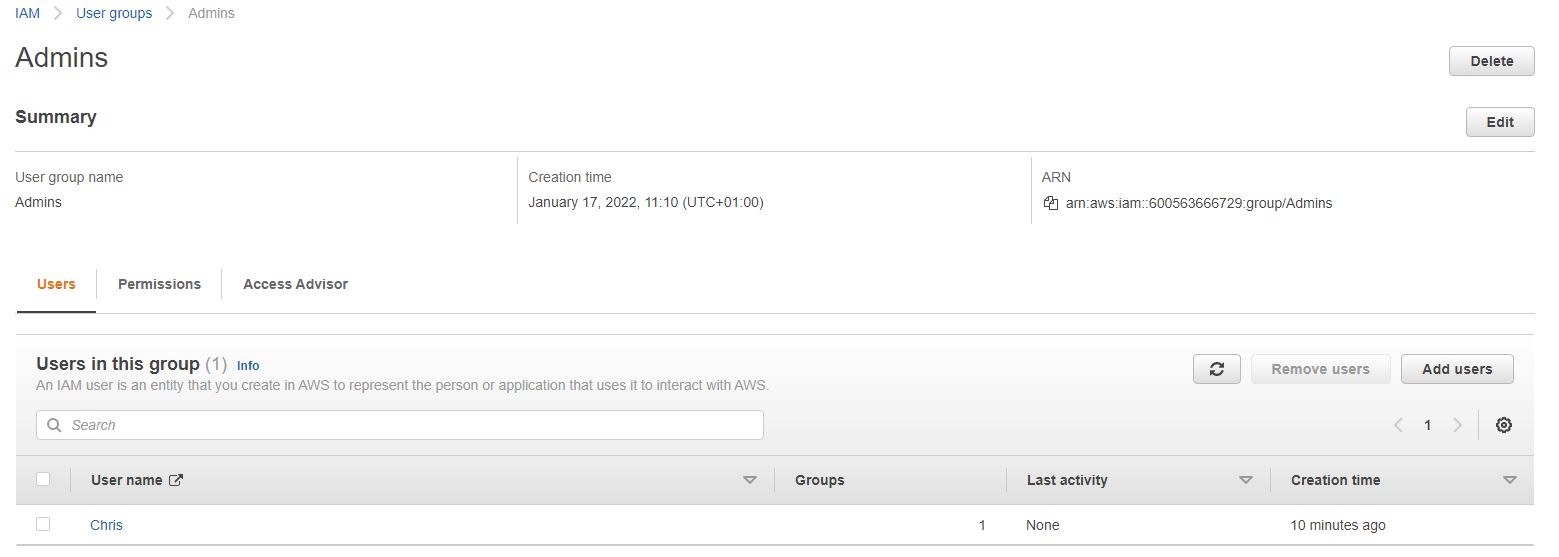 IAM > User groups > Admins
Admins
Delete
Summary
Edit
User group name
Creation time
ARN
Admins
January 17, 2022, 11:10 (UTC+01:00)
arn:aws:iam::600563666729:group/Admins
Users
Permissions
Access Advisor
Users in this group (1) Info
Remove users
Add users
An IAM user is an entity that you create in AWS to represent the person or application that uses it to interact with AWS.
Search
1
User name
Groups
Last activity
Creation time
Chris
1
None
10 minutes ago